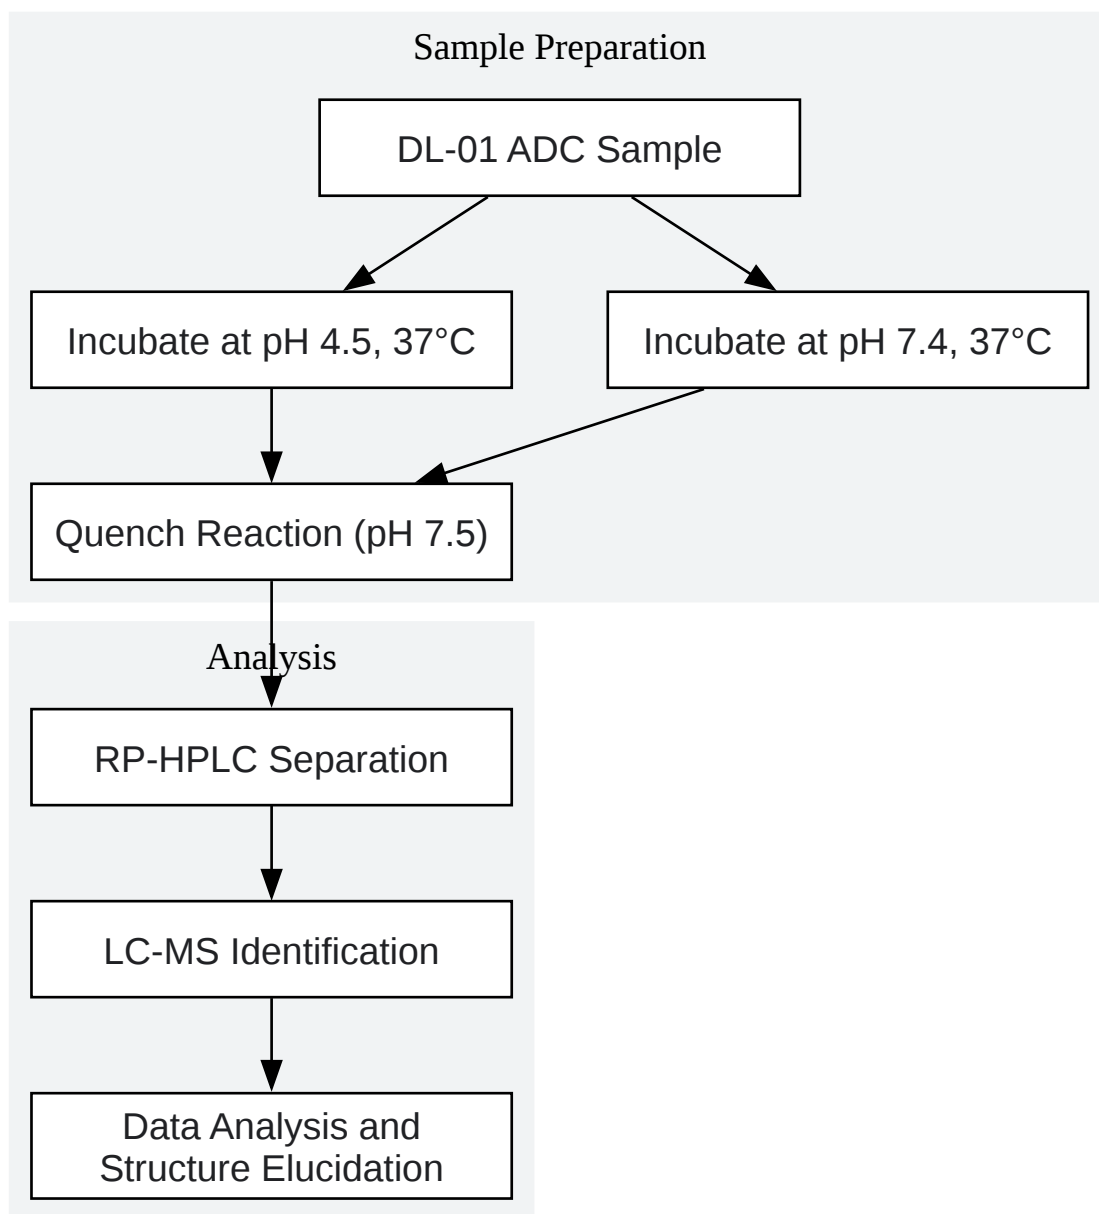 Sample Preparation
DL-01 ADC Sample
Incubate at pH 4.5, 37°C
Incubate at pH 7.4, 37°C
Quench Reaction (pH 7.5)
Analysis
RP-HPLC Separation
LC-MS Identification
Data Analysis and
Structure Elucidation